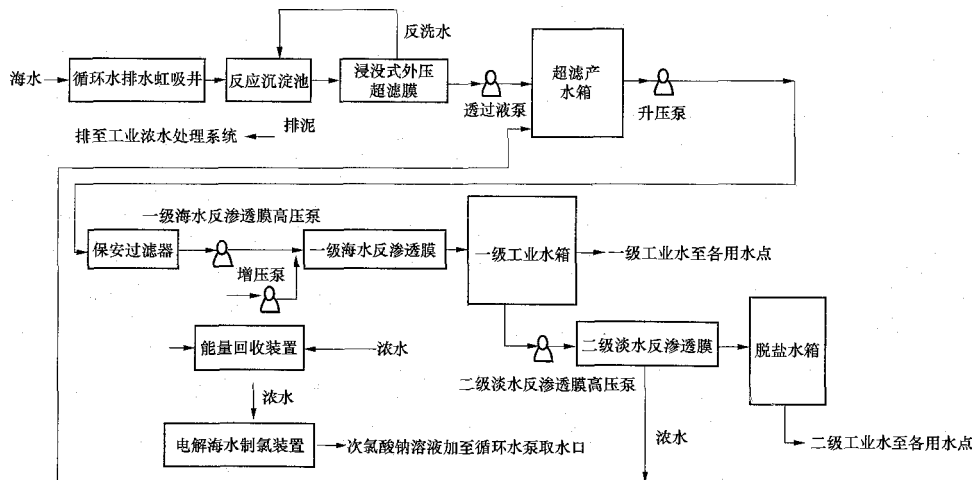 反洗水
海水
循环水排水虹吸井
反应沉淀池
浸没式外压
超滤膜
透过液泵
超滤产
水箱
升压泵
排泥
排至工业浓水处理系统
一级海水反渗透膜高压泵
保安过滤器
一级海水反渗透膜
一级工业水箱
一级工业水至各用水点
增压泵
能量回收装置
浓水
二级淡水反渗透膜
脱盐水箱
二级淡水反渗透膜高压泵
浓水
浓水
电解海水制氯装置
次氯酸钠溶液加至循环水泵取水口
二级工业水至各用水点